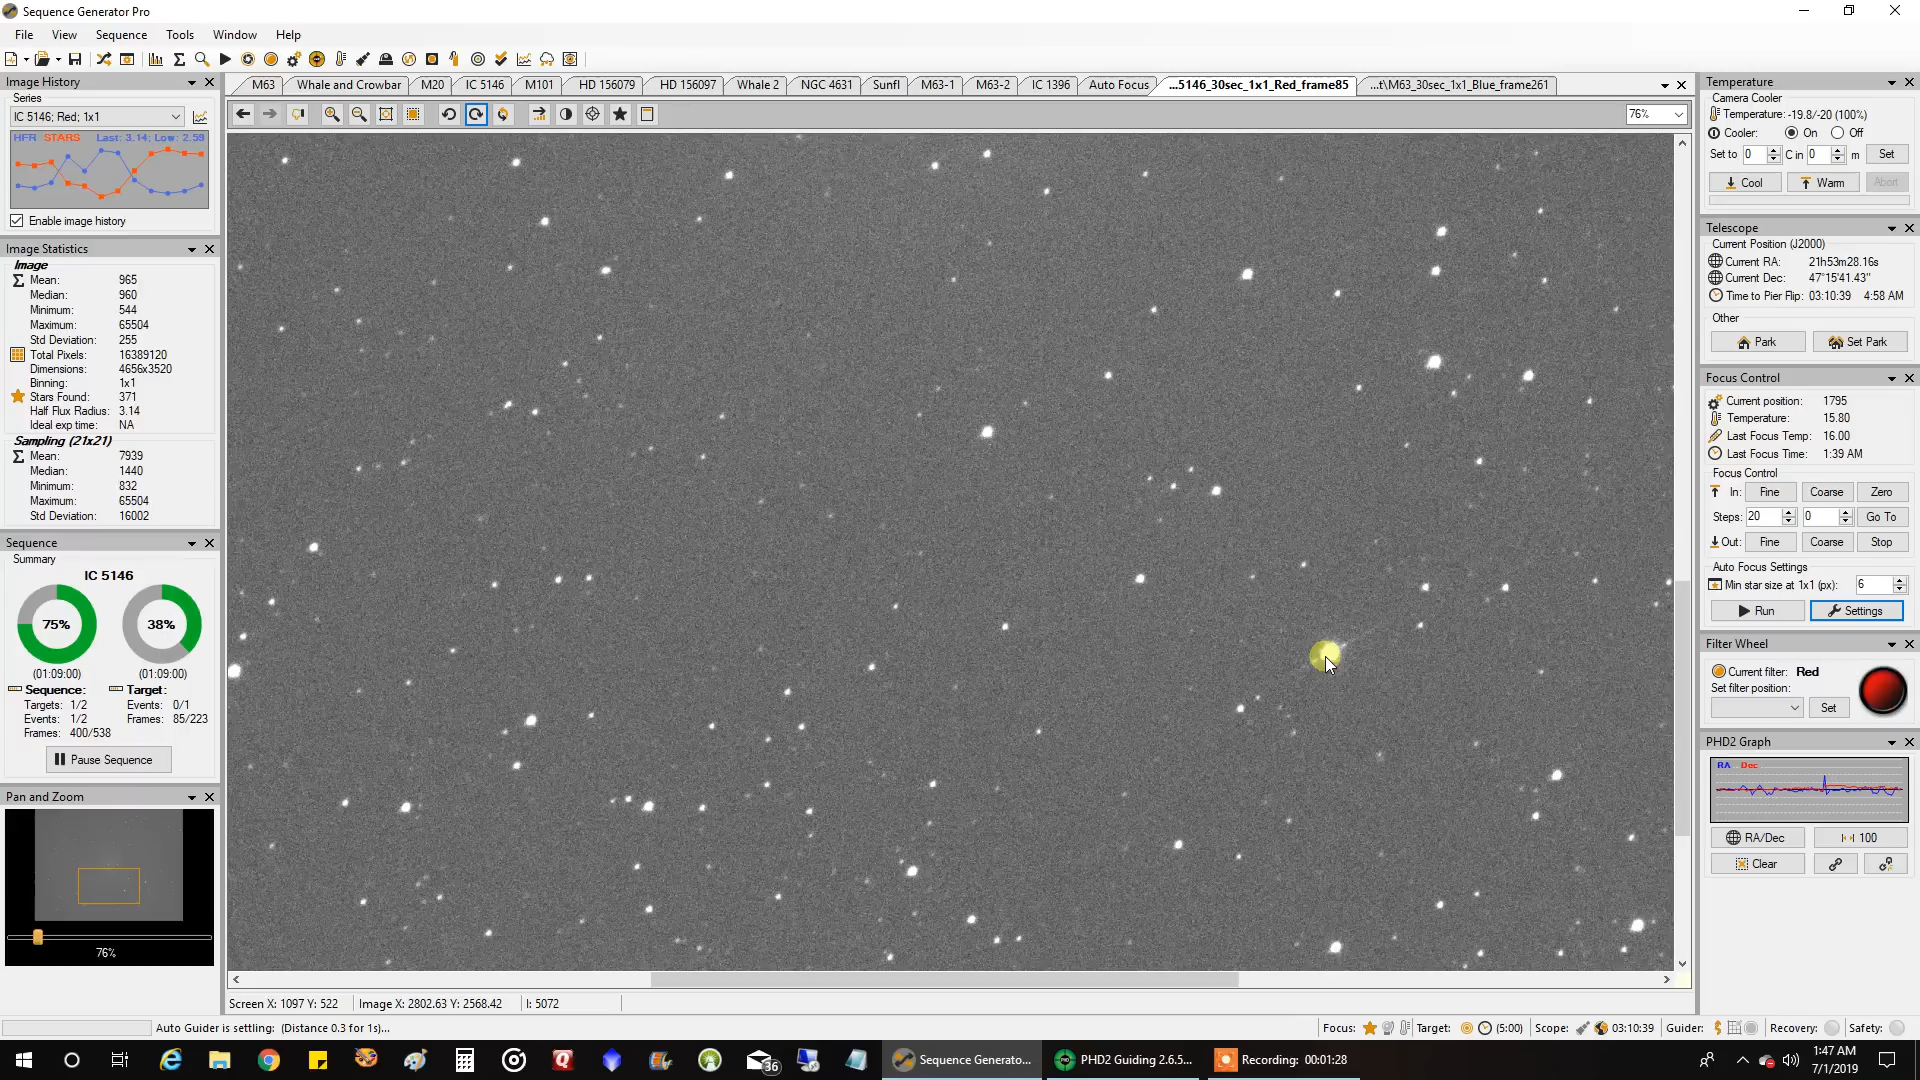 Sequence Generator Pro
File View Sequence Tools Window Help
Image History
Series
IC 5146; Red; 1x1
HFR STARS Last: 3.14; Low: 2.59
Enable image history
Image Statistics
Image
Mean: 965
Median: 960
Minimum: 544
Maximum: 65504
Std Deviation: 255
Total Pixels: 16389120
Dimensions: 4656x3520
Binning: 1x1
Stars Found: 371
Half Flux Radius: 3.14
Ideal exp time: NA
Sampling (21x21)
Mean: 7939
Median: 1440
Minimum: 832
Maximum: 65504
Std Deviation: 16002
Sequence
Summary
IC 5146
75% 38%
(01:09:00) (01:09:00)
Sequence: Target:
Targets: 1/2 Events: 0/1
Events: 1/2 Frames: 85/223
Frames: 400/538
Pause Sequence
Pan and Zoom
76%
M63 Whale and Crowbar M20 IC 5146 M101 HD 156079 HD 156097 Whale 2 NGC 4631 Sunfl M63-1 M63-2 IC 1396 Auto Focus ...5146_30sec_1x1_Red_frame85 ...t\M63_30sec_1x1_Blue_frame261
76%
Screen X: 1097 Y: 522 Image X: 2802.63 Y: 2568.42 I: 5072
Temperature
Camera Cooler
Temperature: -19.8/-20 (100%)
Cooler: On Off
Set to 0 C in 0 m Set
Cool Warm Abort
Telescope
Current Position (J2000)
Current RA: 21h53m28.16s
Current Dec: 47°15'41.43"
Time to Pier Flip: 03:10:39 4:58 AM
Other
Park Set Park
Focus Control
Current position: 1795
Temperature: 15.80
Last Focus Temp: 16.00
Last Focus Time: 1:39 AM
Focus Control
In: Fine Coarse Zero
Steps: 20 0 Go To
Out: Fine Coarse Stop
Auto Focus Settings
Min star size at 1x1 (px): 6
Run Settings
Filter Wheel
Current filter: Red
Set filter position:
Set
PHD2 Graph
RA Dec
RA/Dec 100
Clear
Auto Guider is settling: (Distance 0.3 for 1s)...
Focus: Target: (5:00) Scope: 03:10:39 Guider: Recovery: Safety:
36
Sequence Generato...
PHD2 Guiding 2.6.5...
Recording: 00:01:28
1:47 AM
7/1/2019